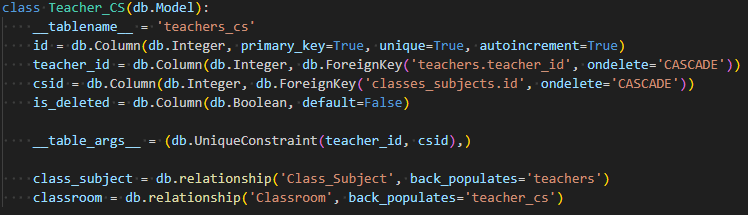 class Teacher_CS(db.Model):
    __tablename__ = 'teachers_cs'
    id = db.Column(db.Integer, primary_key=True, unique=True, autoincrement=True)
    teacher_id = db.Column(db.Integer, db.ForeignKey('teachers.teacher_id', ondelete='CASCADE'))
    csid = db.Column(db.Integer, db.ForeignKey('classes_subjects.id', ondelete='CASCADE'))
    is_deleted = db.Column(db.Boolean, default=False)

    __table_args__ = (db.UniqueConstraint(teacher_id, csid),)

    class_subject = db.relationship('Class_Subject', back_populates='teachers')
    classroom = db.relationship('Classroom', back_populates='teacher_cs')